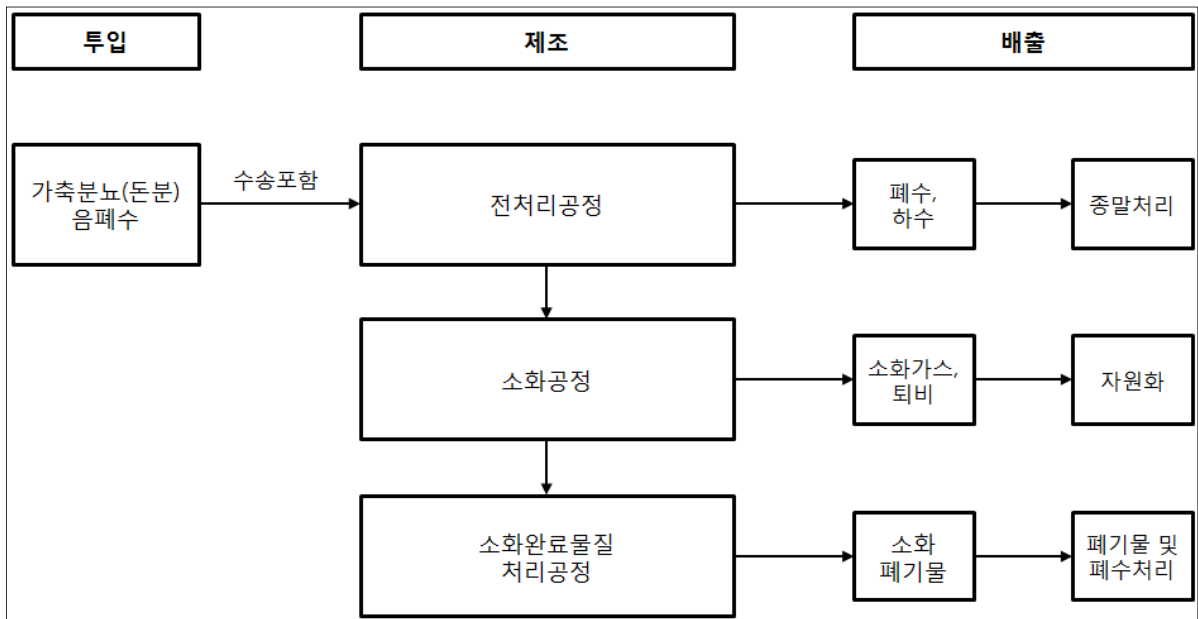 투입
제조
배출
가축분뇨(돈분)
음폐수
수송포함
전처리공정
폐수,
하수
종말처리
소화공정
소화가스,
퇴비
자원화
소화완료물질
처리공정
소화
폐기물
폐기물 및
폐수처리